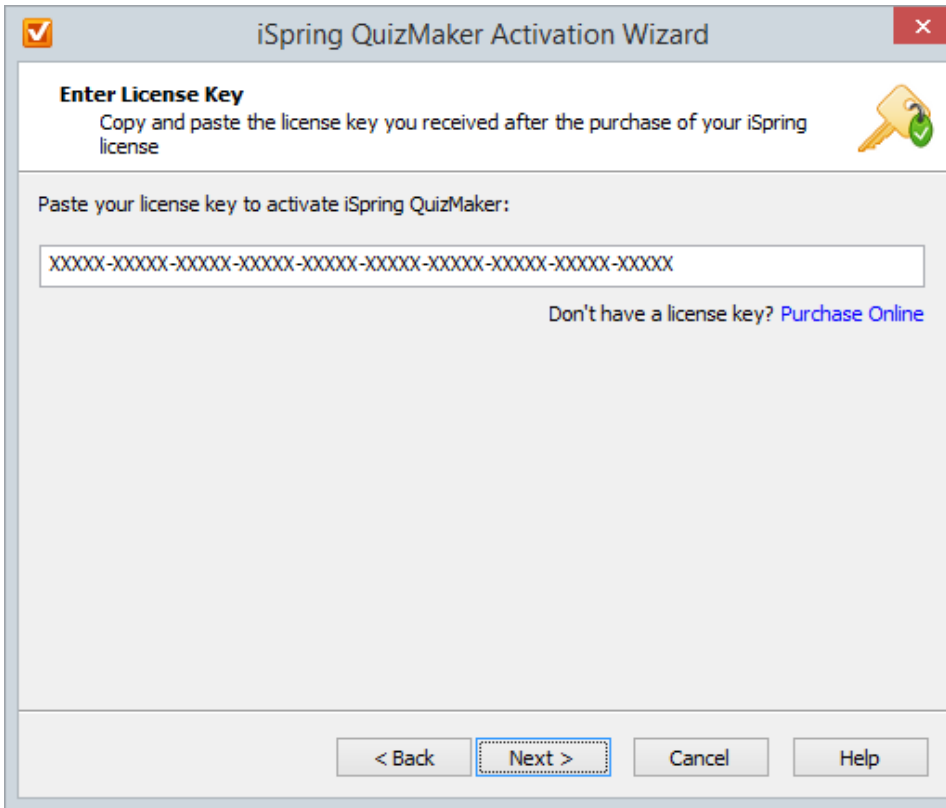 iSpring QuizMaker Activation Wizard
Enter License Key
Copy and paste the license key you received after the purchase of your iSpring
license
Paste your license key to activate iSpring QuizMaker:
XXXXX-XXXXX-XXXXX-XXXXX-XXXXX-XXXXX-XXXXX-XXXXX-XXXXX-XXXXX
Don't have a license key? Purchase Online
< Back Next > Cancel Help